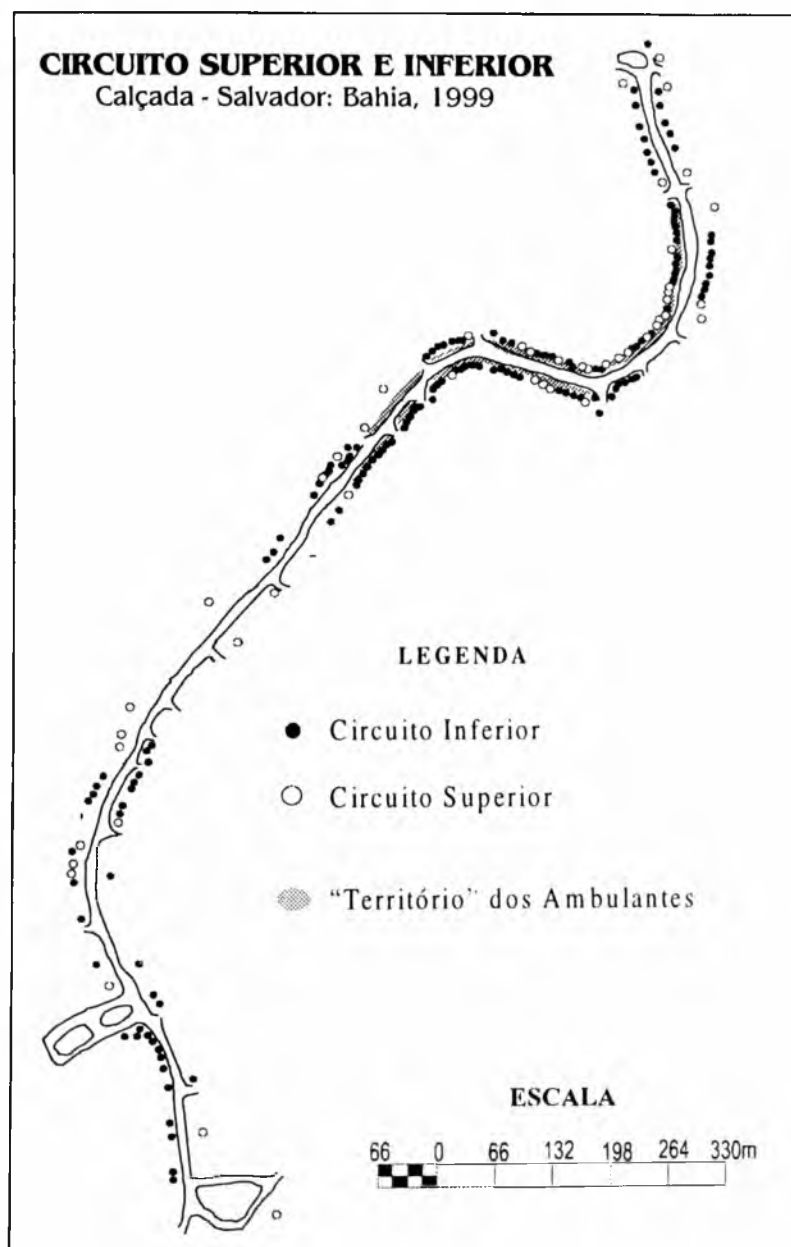 CIRCUITO SUPERIOR E INFERIOR
Calçada - Salvador: Bahia, 1999
LEGENDA
Circuito Inferior
Circuito Superior
"Território" dos Ambulantes
ESCALA
66 0 66 132 198 264 330m